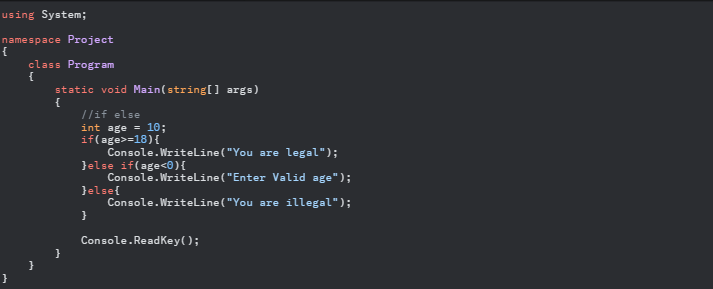 using System;
namespace Project
{
    class Program
    {
        static void Main(string[] args)
        {
            //if else
            int age = 10;
            if(age>=18){
                Console.WriteLine("You are legal");
            }else if(age<0){
                Console.WriteLine("Enter Valid age");
            }else{
                Console.WriteLine("You are illegal");
            }
            Console.ReadKey();
        }
    }
}